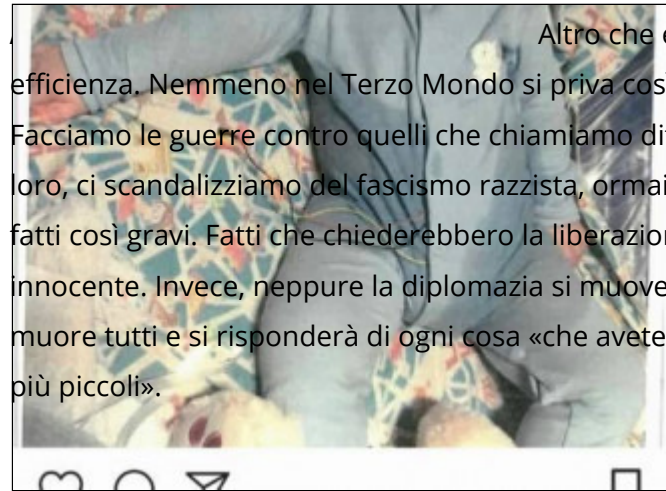 Altro che e
efficienza. Nemmeno nel Terzo Mondo si priva cos
Facciamo le guerre contro quelli che chiamiamo di
loro, ci scandalizziamo del fascismo razzista, ormai
fatti così gravi. Fatti che chiederebbero la liberazio
innocente. Invece, neppure la diplomazia si muove
muore tutti e si risponderà di ogni cosa «che avete
più piccoli».